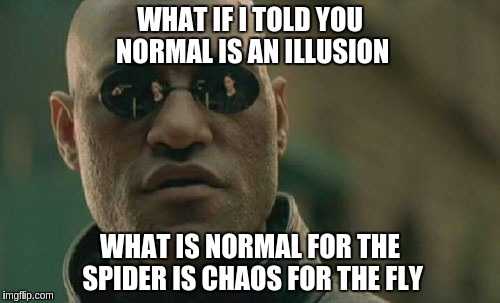 WHAT IF I TOLD YOU
NORMAL IS AN ILLUSION
WHAT IS NORMAL FOR THE
SPIDER IS CHAOS FOR THE FLY
imgflip.com